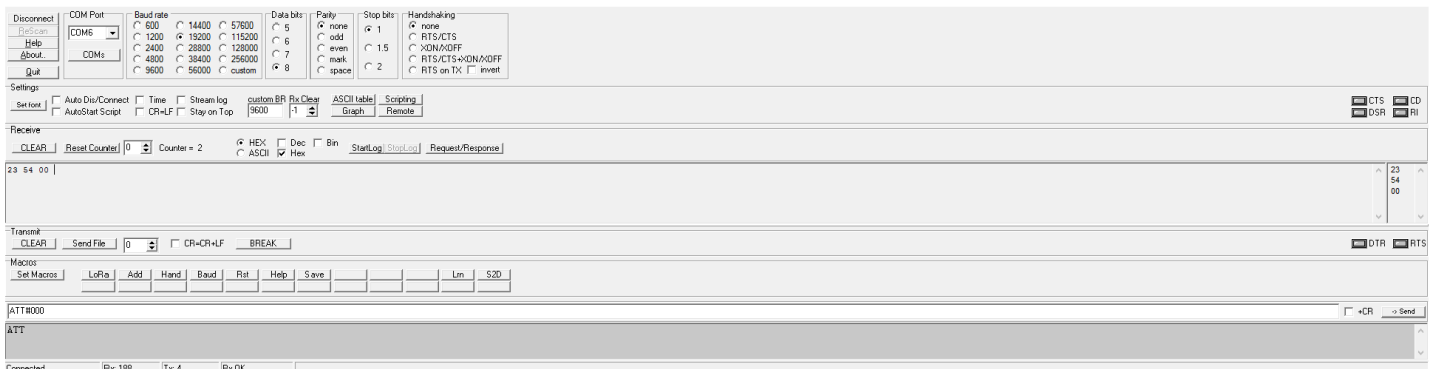 Disconnect
ReScan
Help
About..
Quit
COM Port
COM6
COMs
Baud rate
600 14400 57600
1200 19200 115200
2400 28800 128000
4800 38400 256000
9600 56000 custom
Data bits
5
6
7
8
Parity
none
odd
even
mark
space
Stop bits
1
1.5
2
Handshaking
none
RTS/CTS
XON/XOFF
RTS/CTS+XON/XOFF
RTS on TX invert
Settings
Set font
Auto Dis/Connect Time Stream log
AutoStart Script CR=LF Stay on Top
custom BR Rx Clear
9600 -1
ASCII table Scripting
Graph Remote
CTS CD
DSR RI
Receive
CLEAR Reset Counter 0 Counter = 2
HEX Dec Bin
ASCII Hex
StartLog StopLog Request/Response
23 54 00
23
54
00
Transmit
CLEAR Send File 0 CR=CR+LF BREAK
DTR RTS
Macros
Set Macros LoRa Add Hand Baud Rst Help Save Lrn S2D
ATT#000
+CR -> Send
ATT
Connected Rx: 188 Tx: 4 Rx OK